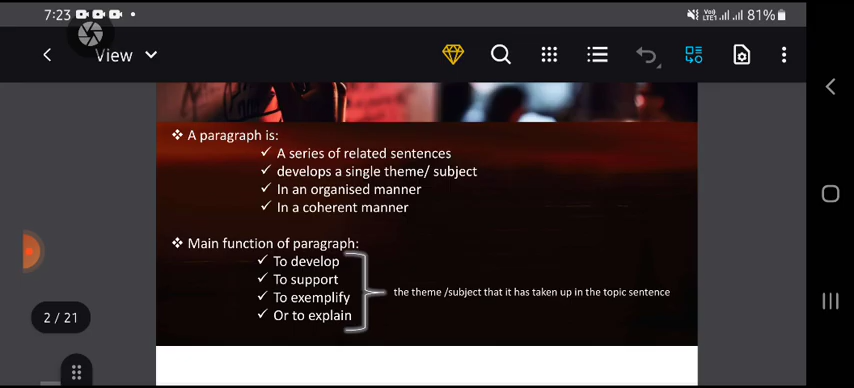 7:23
Vo))
LTE1
81%
View
❖ A paragraph is:
✓ A series of related sentences
✓ develops a single theme/ subject
✓ In an organised manner
✓ In a coherent manner
❖ Main function of paragraph:
✓ To develop
✓ To support
✓ To exemplify
✓ Or to explain
the theme /subject that it has taken up in the topic sentence
2 / 21